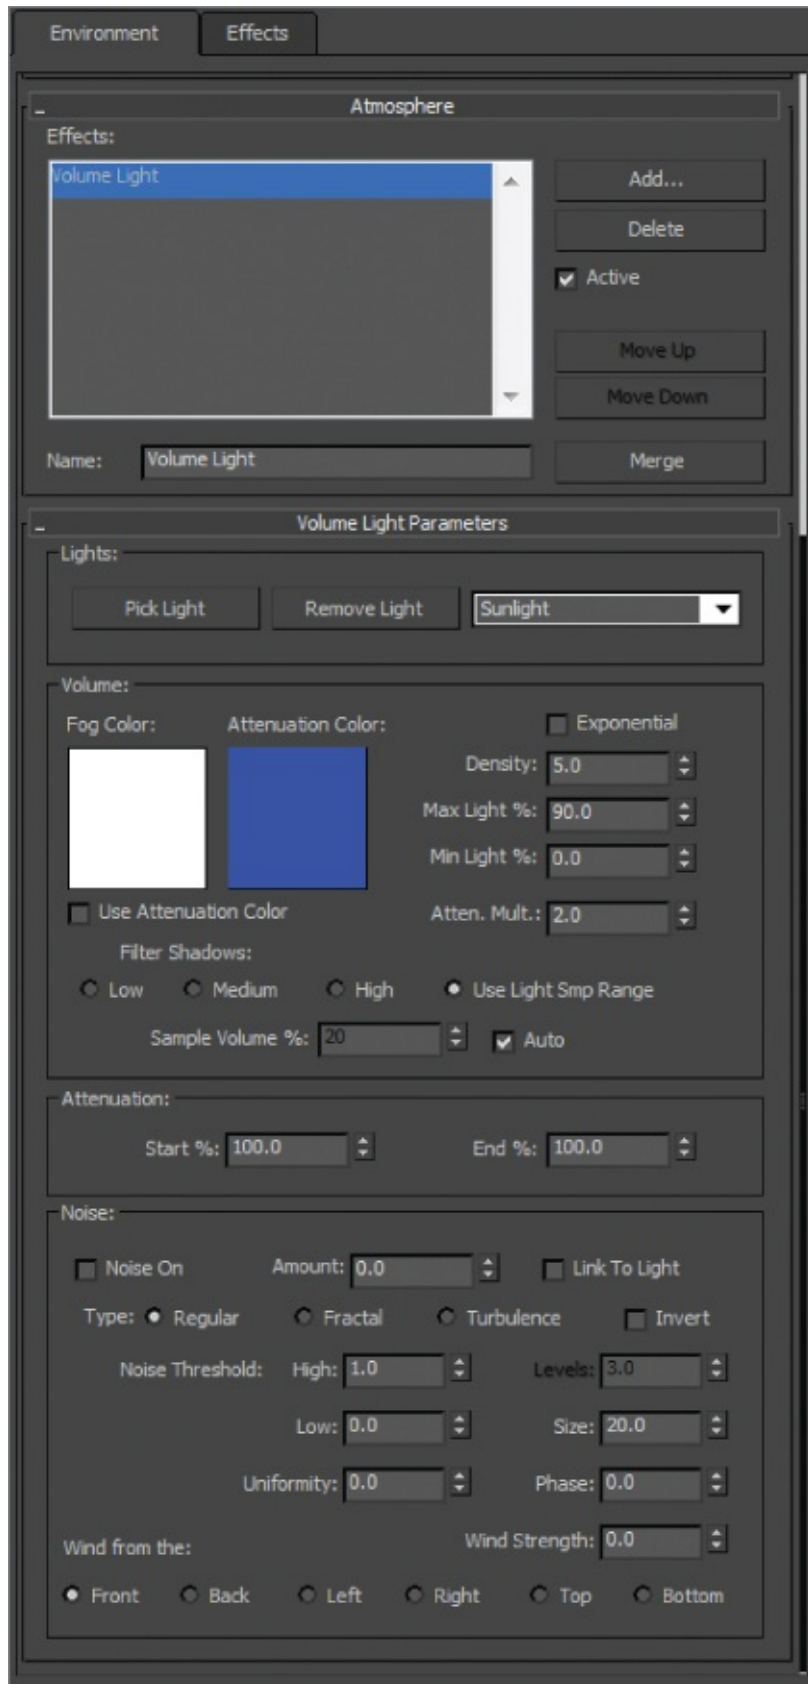 Environment Effects
Atmosphere
Effects:
Volume Light
Add...
Delete
Active
Move Up
Move Down
Name: Volume Light Merge
Volume Light Parameters
Lights:
Pick Light Remove Light Sunlight
Volume:
Fog Color: Attenuation Color: Exponential
Density: 5.0
Max Light %: 90.0
Min Light %: 0.0
Use Attenuation Color Atten. Mult.: 2.0
Filter Shadows:
Low Medium High Use Light Smp Range
Sample Volume %: 20 Auto
Attenuation:
Start %: 100.0 End %: 100.0
Noise:
Noise On Amount: 0.0 Link To Light
Type: Regular Fractal Turbulence Invert
Noise Threshold: High: 1.0 Levels: 3.0
Low: 0.0 Size: 20.0
Uniformity: 0.0 Phase: 0.0
Wind from the: Wind Strength: 0.0
Front Back Left Right Top Bottom